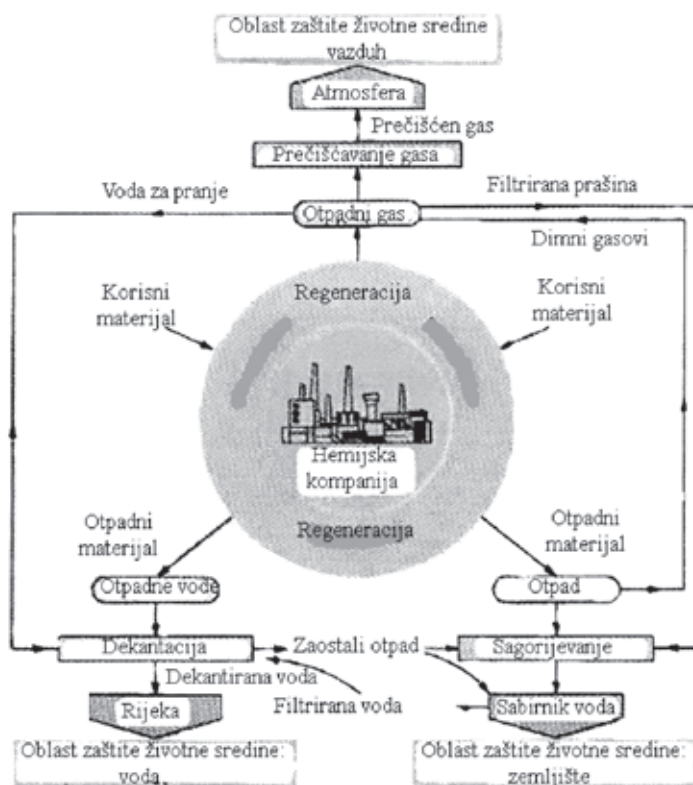 Oblast zaštite životne sredine
vazduh
Atmosfera
Prečišćen gas
Prečišćavanje gasa
Voda za pranje
Filtrirana prašina
Otpadni gas
Dimni gasovi
Regeneracija
Korisni
materijal
Korisni
materijal
Hemijska
kompanija
Otpadni
materijal
Regeneracija
Otpadni
materijal
Otpadne vode
Otpad
Dekantacija
Zaostali otpad
Sagorijevanje
Dekantirana voda
Rijeka
Filtrirana voda
Sabirnik voda
Oblast zaštite životne sredine:
voda
Oblast zaštite životne sredine:
zemljište